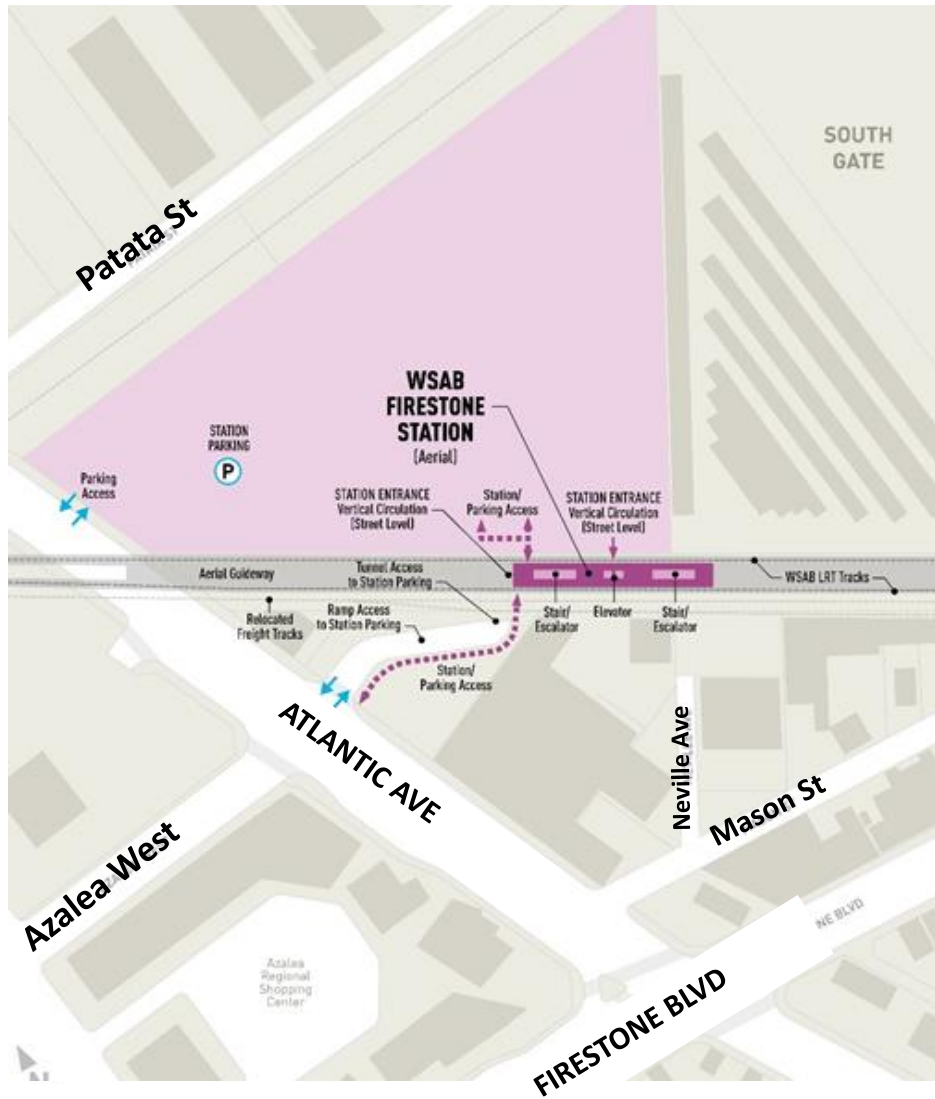 SOUTH
GATE
Patata St
WSAB
FIRESTONE
STATION
(Aerial)
STATION
PARKING
P
Parking
Access
STATION ENTRANCE
Vertical Circulation
(Street Level)
Station/
Parking Access
STATION ENTRANCE
Vertical Circulation
(Street Level)
Aerial Guideway
Tunnel Access
to Station Parking
WSAB LRT Tracks
Relocated
Freight Tracks
Ramp Access
to Station Parking
Stair/
Escalator
Elevator
Stair/
Escalator
Station/
Parking Access
ATLANTIC AVE
Neville Ave
Mason St
Azalea West
NE BLVD
Azalea
Regional
Shopping
Center
FIRESTONE BLVD
N